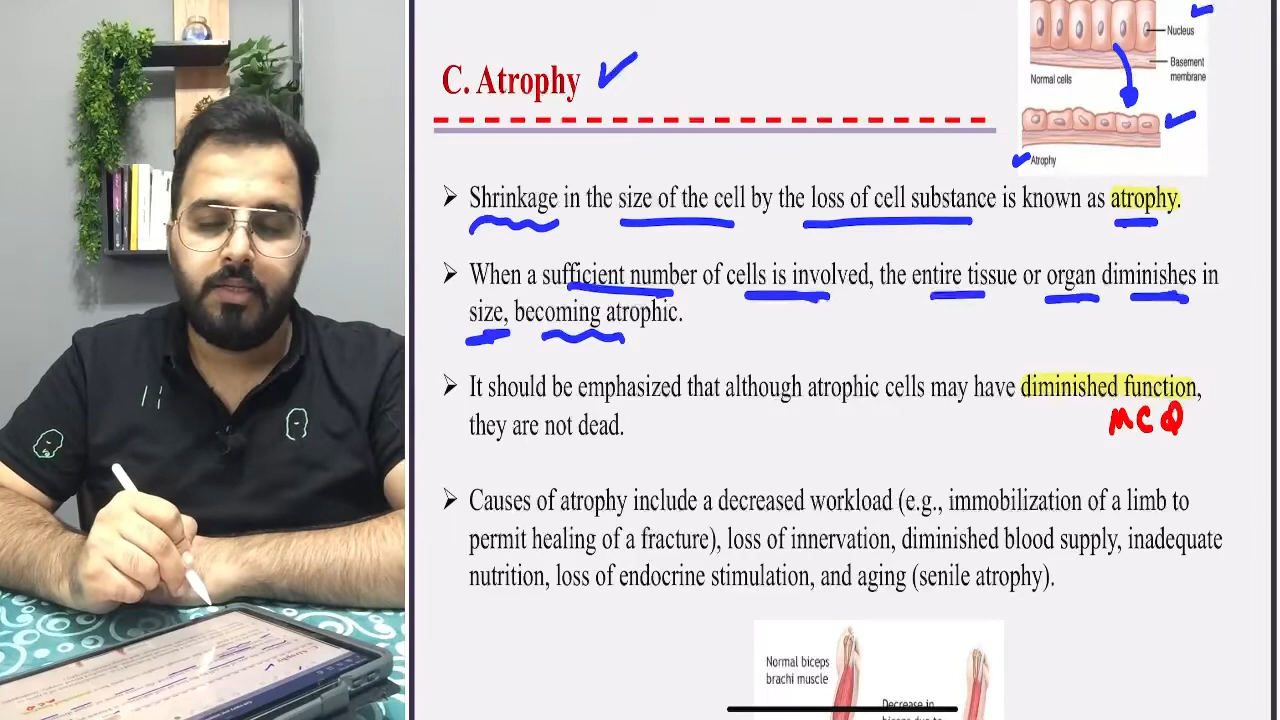 C. Atrophy
Nucleus
Basement
membrane
Normal cells
Atrophy
Shrinkage in the size of the cell by the loss of cell substance is known as atrophy.
When a sufficient number of cells is involved, the entire tissue or organ diminishes in
size, becoming atrophic.
It should be emphasized that although atrophic cells may have diminished function,
MCQ
they are not dead.
Causes of atrophy include a decreased workload (e.g., immobilization of a limb to
permit healing of a fracture), loss of innervation, diminished blood supply, inadequate
nutrition, loss of endocrine stimulation, and aging (senile atrophy).
Normal biceps
brachi muscle
Decrease in
biceps due to